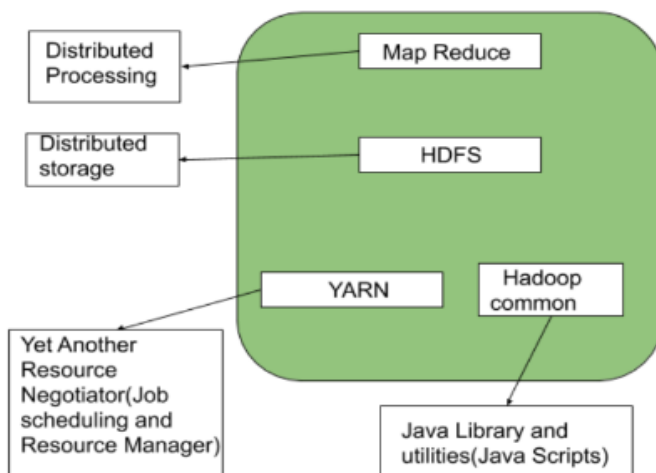 Distributed
Processing
Map Reduce
Distributed
storage
HDFS
YARN
Hadoop
common
Yet Another
Resource
Negotiator(Job
scheduling and
Resource Manager)
Java Library and
utilities(Java Scripts)